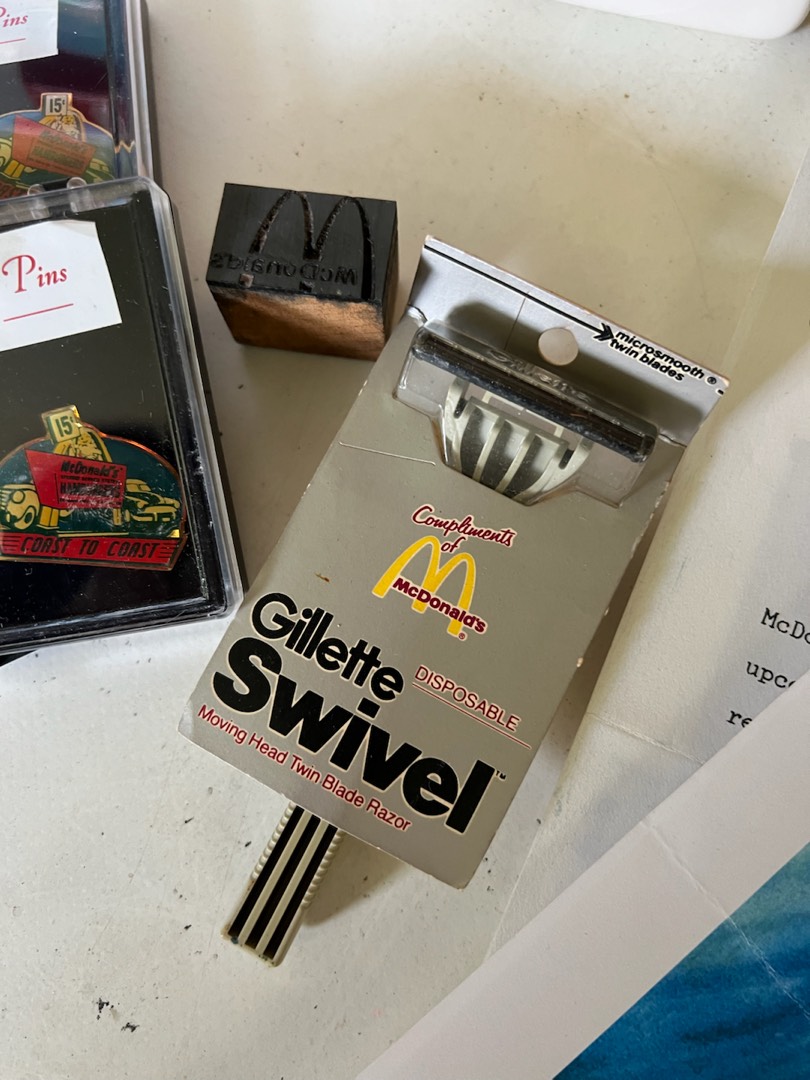 Pins
15¢
Pins
15¢
McDonald's
COAST TO COAST
McDonald's
microsmooth®
twin blades
Compliments
of
McDonald's®
Gillette
DISPOSABLE
Swivel™
Moving Head Twin Blade Razor
McDo
upc
re